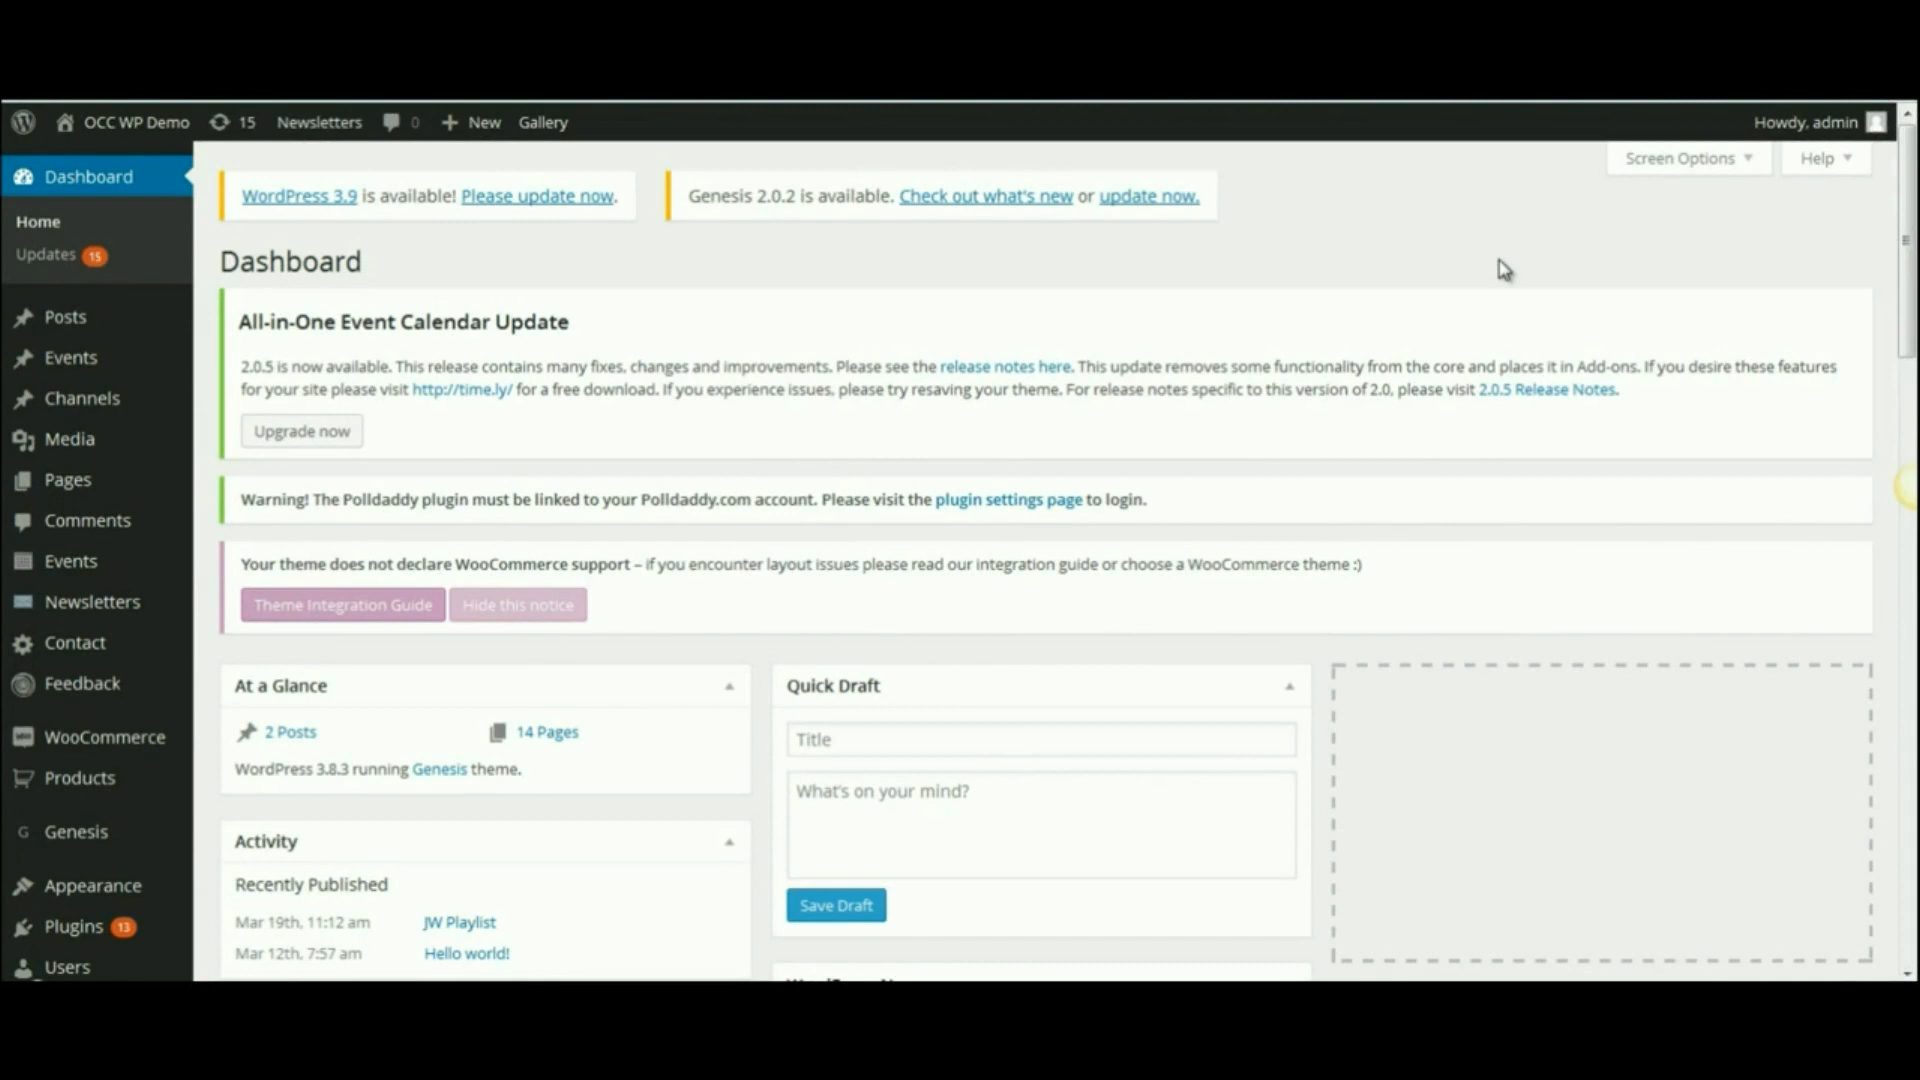 OCC WP Demo 15 Newsletters 0 New Gallery Howdy, admin
Screen Options Help
Dashboard
Home
Updates 15
Posts
Events
Channels
Media
Pages
Comments
Events
Newsletters
Contact
Feedback
WooCommerce
Products
G Genesis
Appearance
Plugins 13
Users
WordPress 3.9 is available! Please update now.
Genesis 2.0.2 is available. Check out what's new or update now.
Dashboard
All-in-One Event Calendar Update
2.0.5 is now available. This release contains many fixes, changes and improvements. Please see the release notes here. This update removes some functionality from the core and places it in Add-ons. If you desire these features
for your site please visit http://time.ly/ for a free download. If you experience issues, please try resaving your theme. For release notes specific to this version of 2.0, please visit 2.0.5 Release Notes.
Upgrade now
Warning! The Polldaddy plugin must be linked to your Polldaddy.com account. Please visit the plugin settings page to login.
Your theme does not declare WooCommerce support – if you encounter layout issues please read our integration guide or choose a WooCommerce theme :)
Theme Integration Guide Hide this notice
At a Glance
2 Posts 14 Pages
WordPress 3.8.3 running Genesis theme.
Activity
Recently Published
Mar 19th, 11:12 am JW Playlist
Mar 12th, 7:57 am Hello world!
Quick Draft
Title
What's on your mind?
Save Draft